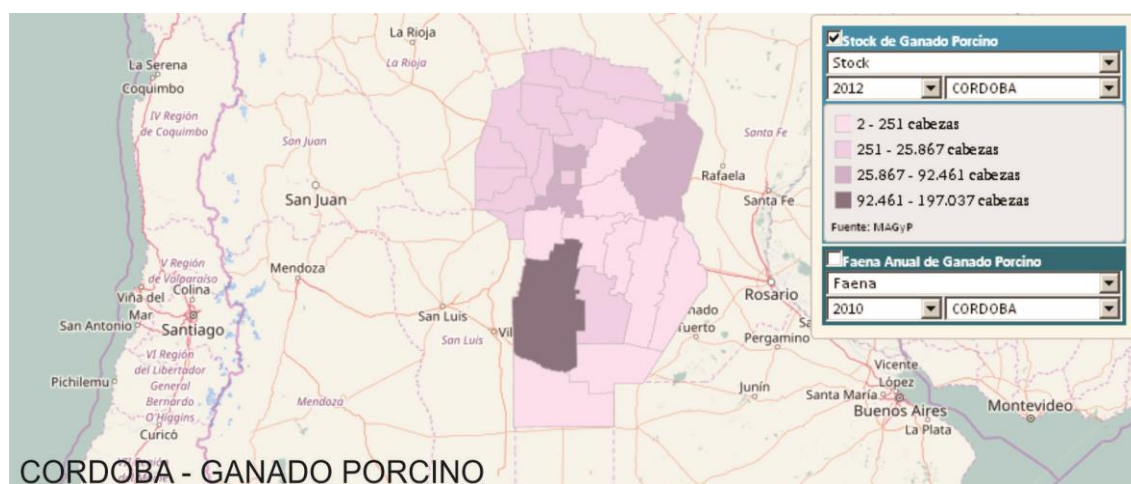 La Rioja
La Rioja
La Serena
Coquimbo
IV Región
de Coquimbo
San Juan
San Juan
Santa Fe
Rafaela
Santa Fe
V Región
de Valparaíso
Mendoza
Viña del
Mar
Colina
San Antonio
Santiago
San Luis
San Luis
Rosario
Pergamino
VI Región
del Libertador
General
Bernardo
O'Higgins
Pichilemu
Curicó
Mendoza
Junín
Vicente
López
Santa María
Buenos Aires
La Plata
Montevideo
Stock de Ganado Porcino
Stock
2012 CORDOBA
2 - 251 cabezas
251 - 25.867 cabezas
25.867 - 92.461 cabezas
92.461 - 197.037 cabezas
Fuente: MAGyP
Faena Anual de Ganado Porcino
Faena
2010 CORDOBA
CORDOBA - GANADO PORCINO